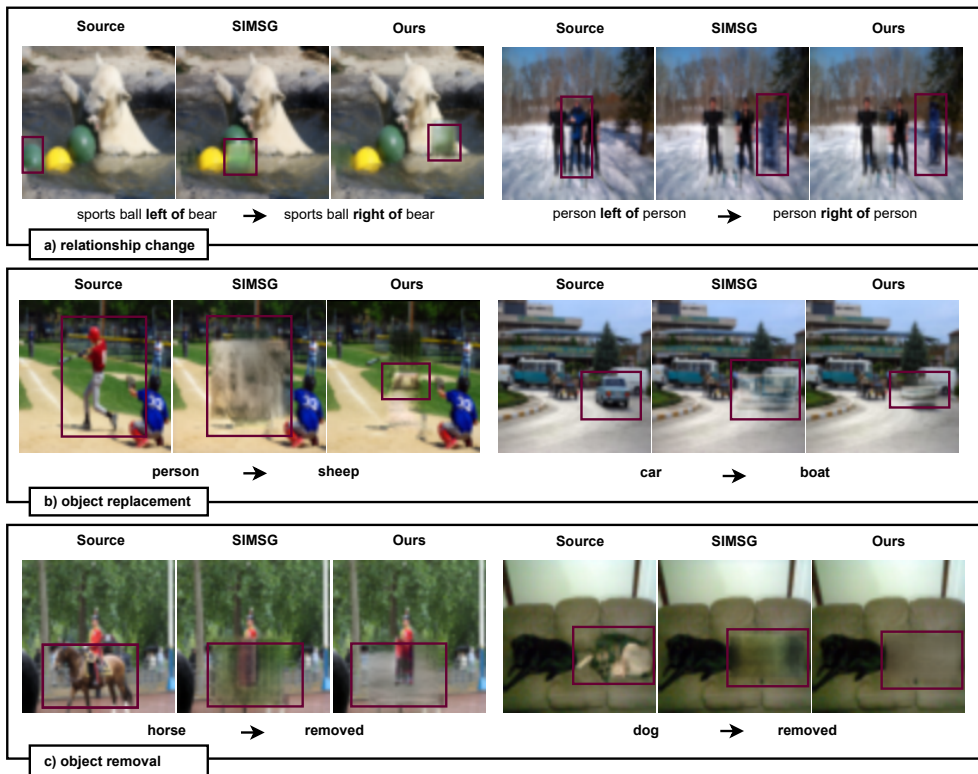 Source SIMSG Ours Source SIMSG Ours
sports ball left of bear sports ball right of bear person left of person person right of person
a) relationship change
Source SIMSG Ours Source SIMSG Ours
person sheep car boat
b) object replacement
Source SIMSG Ours Source SIMSG Ours
horse removed dog removed
c) object removal